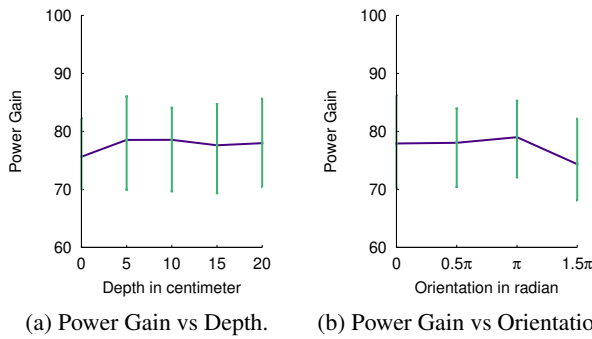 100
90
80
70
60
Power Gain
0 5 10 15 20
Depth in centimeter
(a) Power Gain vs Depth.
100
90
80
70
60
Power Gain
0 0.5π π 1.5π
Orientation in radian
(b) Power Gain vs Orientatio